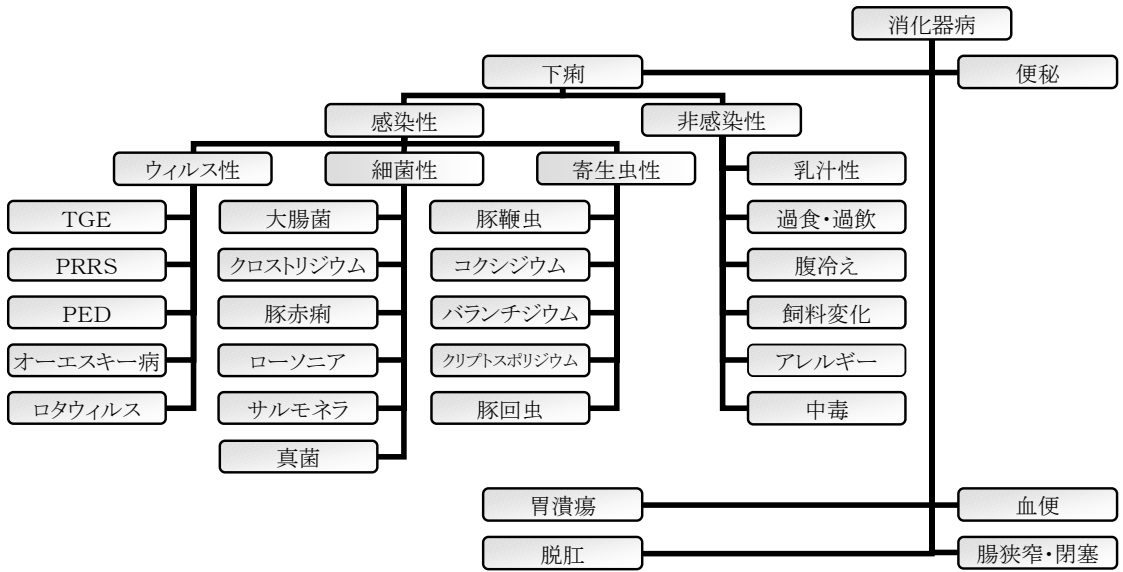 消化器病
下痢
便秘
感染性
非感染性
ウィルス性
細菌性
寄生虫性
乳汁性
TGE
大腸菌
豚鞭虫
過食・過飲
PRRS
クロストリジウム
コクシジウム
腹冷え
PED
豚赤痢
バランチジウム
飼料変化
オーエスキー病
ローソニア
クリプトスポリジウム
アレルギー
ロタウィルス
サルモネラ
豚回虫
中毒
真菌
胃潰瘍
血便
脱肛
腸狭窄・閉塞